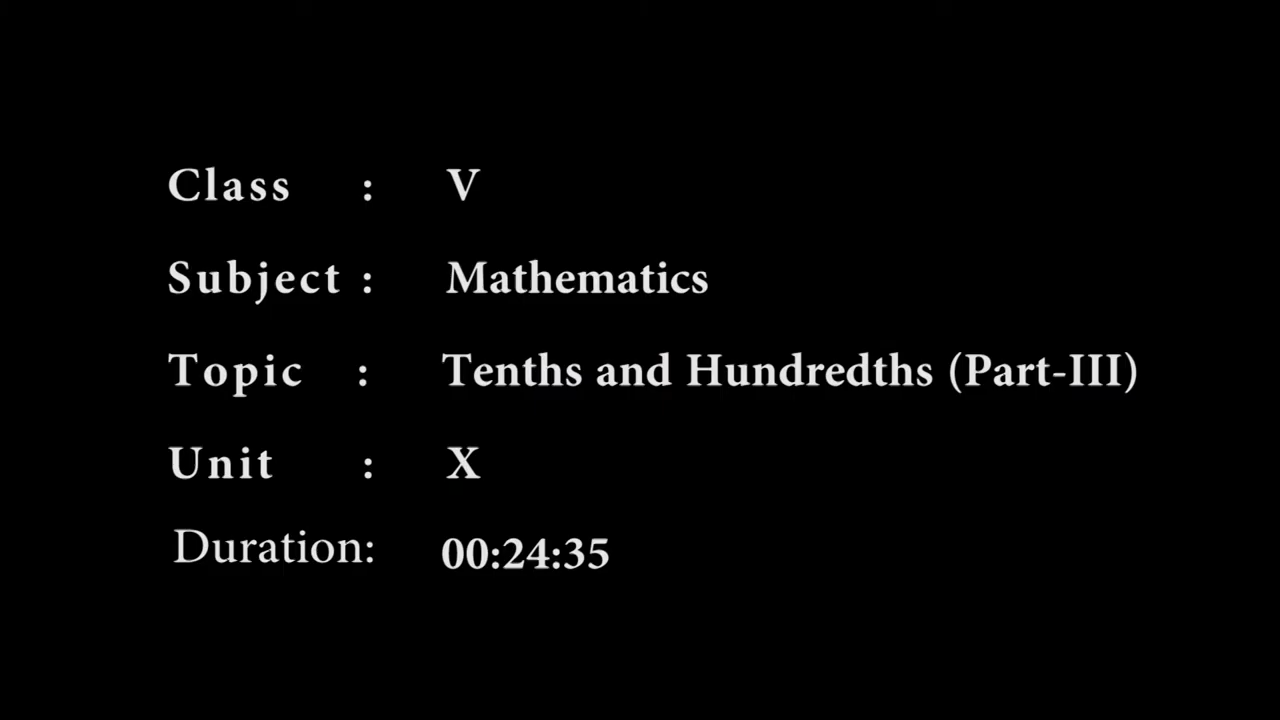 Class : V
Subject : Mathematics
Topic : Tenths and Hundredths (Part-III)
Unit : X
Duration: 00:24:35